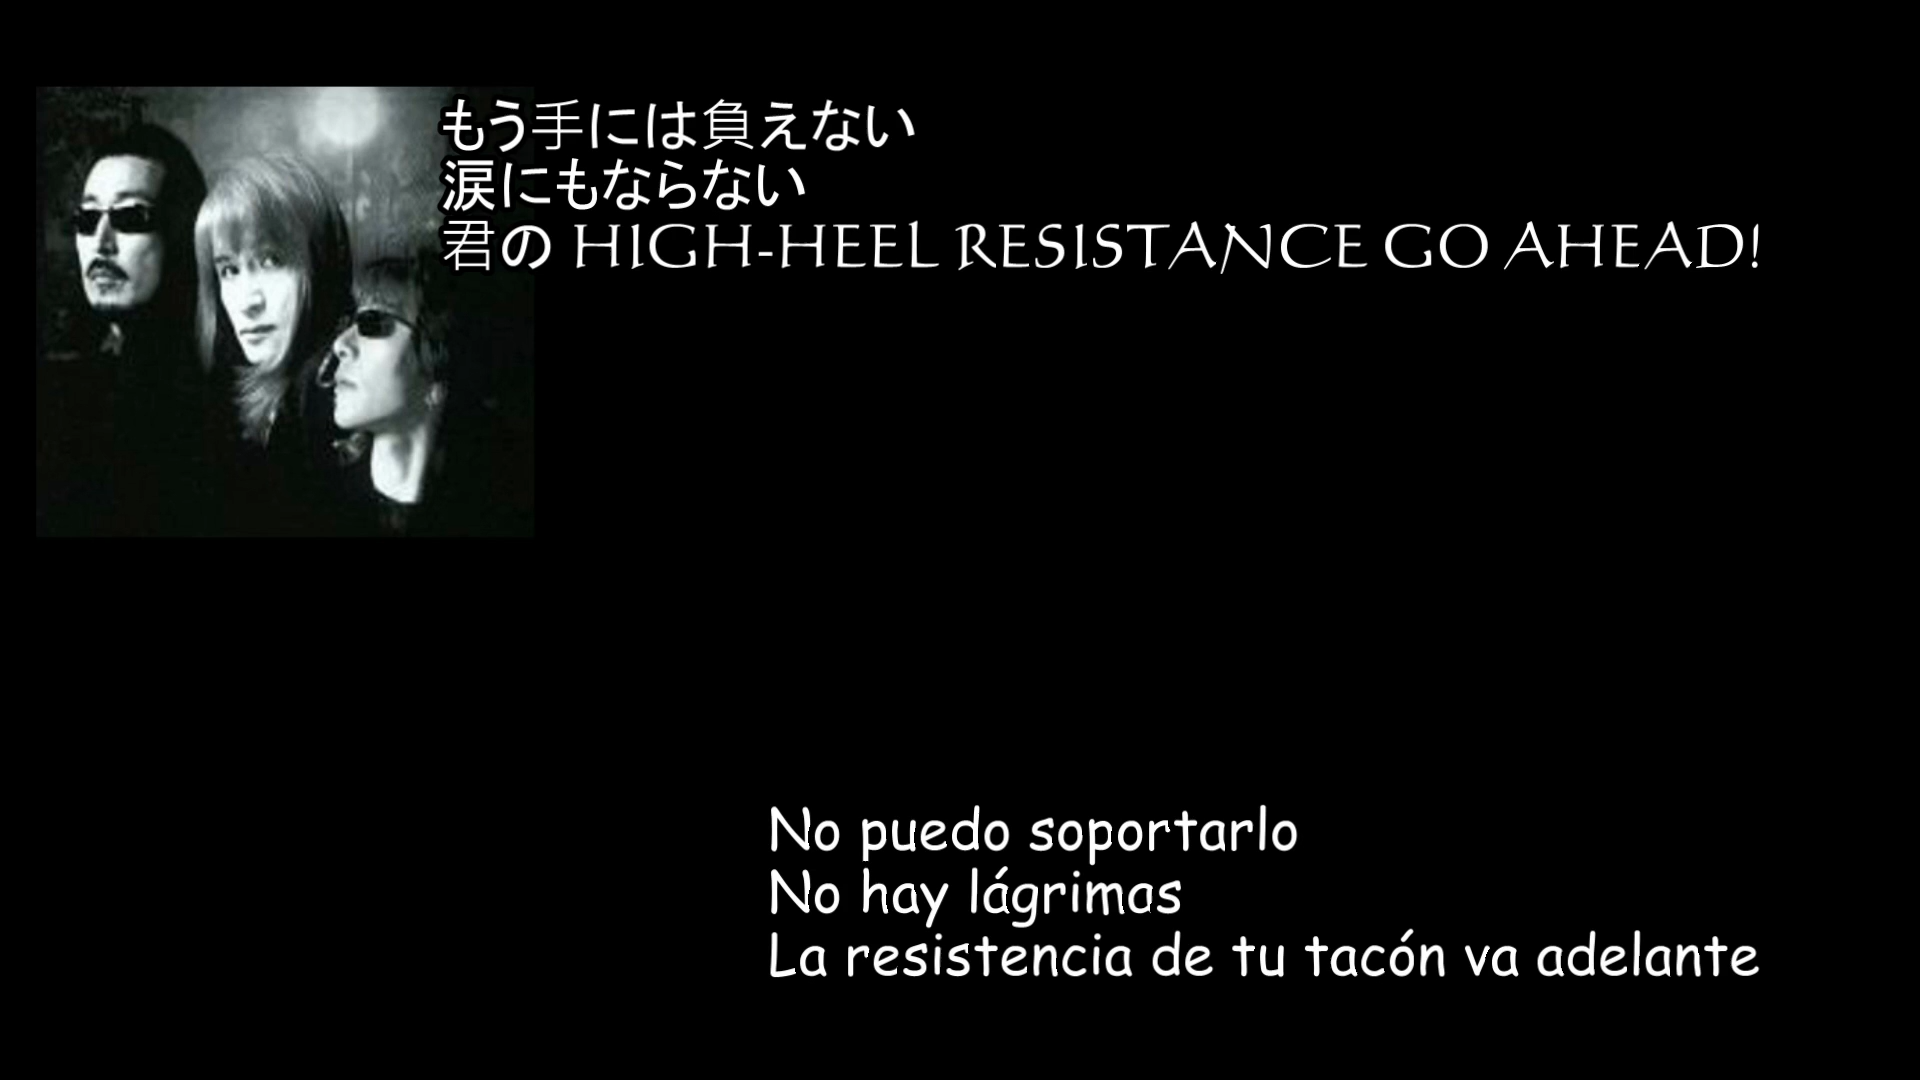 もう手には負えない
涙にもならない
君の HIGH-HEEL RESISTANCE GO AHEAD!
No puedo soportarlo
No hay lágrimas
La resistencia de tu tacón va adelante